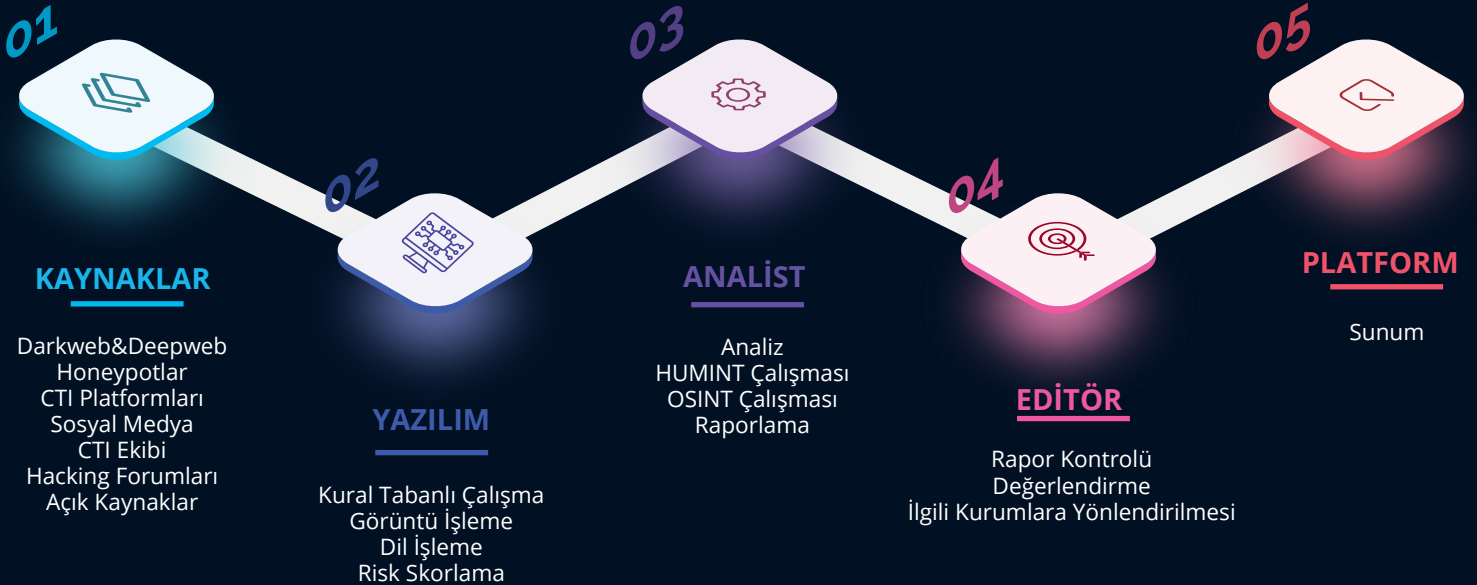 01
KAYNAKLAR
Darkweb&Deepweb
Honeypotlar
CTI Platformları
Sosyal Medya
CTI Ekibi
Hacking Forumları
Açık Kaynaklar
02
YAZILIM
Kural Tabanlı Çalışma
Görüntü İşleme
Dil İşleme
Risk Skorlama
03
ANALİST
Analiz
HUMINT Çalışması
OSINT Çalışması
Raporlama
04
EDİTÖR
Rapor Kontrolü
Değerlendirme
İlgili Kurumlara Yönlendirilmesi
05
PLATFORM
Sunum